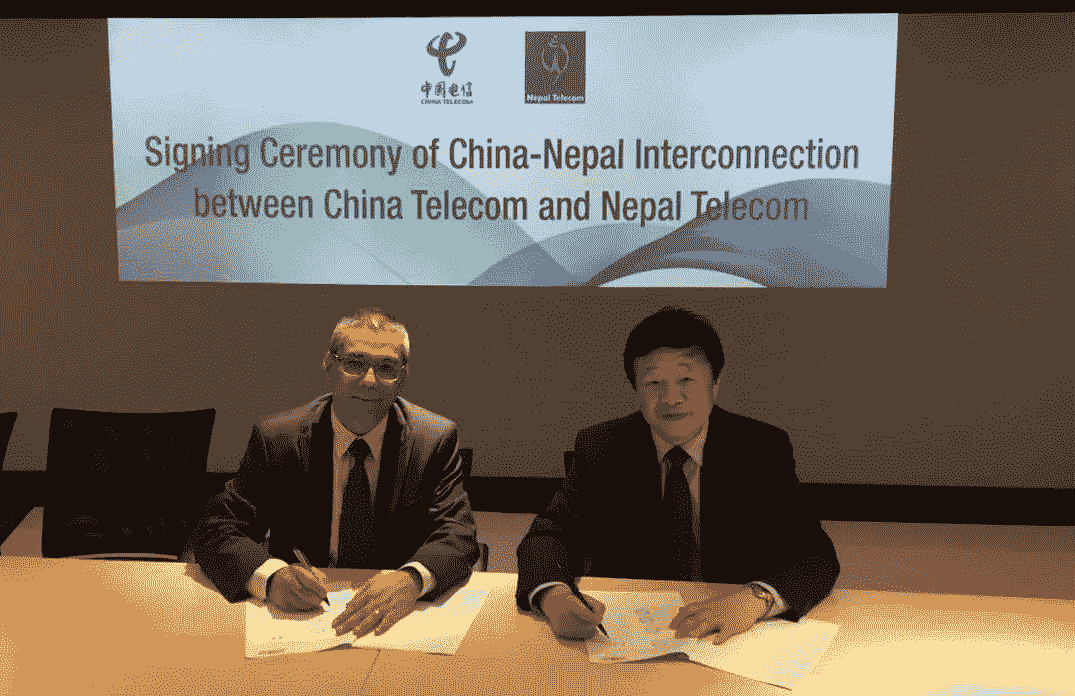 中国电信
CHINA TELECOM
Nepal Telecom
Signing Ceremony of China-Nepal Interconnection
between China Telecom and Nepal Telecom